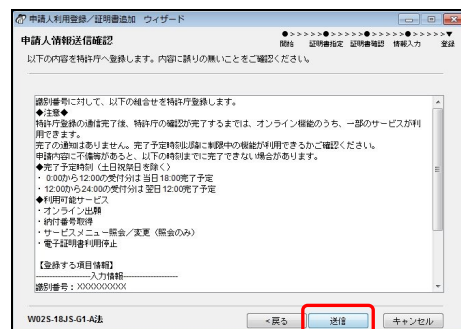 申請人利用登録／証明書追加　ウィザード
申請人情報送信確認
●>>>>>●>>>>>●>>>>>●>>>>>▼
開始　証明書指定　証明書確認　情報入力　登録
以下の内容を特許庁へ登録します。内容に誤りの無いことをご確認ください。
識別番号に対して、以下の組合せを特許庁登録します。
◆注意◆
特許庁登録の通信完了後、特許庁の確認が完了するまでは、オンライン機能のうち、一部のサービスが利
用できます。
完了の通知はありません。完了予定時刻以降に制限中の機能が利用できるかご確認ください。
申請内容に不備等があると、以下の時刻までに完了できない場合があります。
◆完了予定時刻（土日祝祭日を除く）
・ 0:00から12:00の受付分は 当日18:00完了予定
・ 12:00から24:00の受付分は 翌日12:00完了予定
◆利用可能サービス
・オンライン出願
・納付番号取得
・サービスメニュー照会／変更（照会のみ）
・電子証明書利用停止
【登録する項目情報】
--------------------入力情報--------------------
識別番号：XXXXXXXXX
W02S-18JS-G1-A法
<戻る　送信　キャンセル